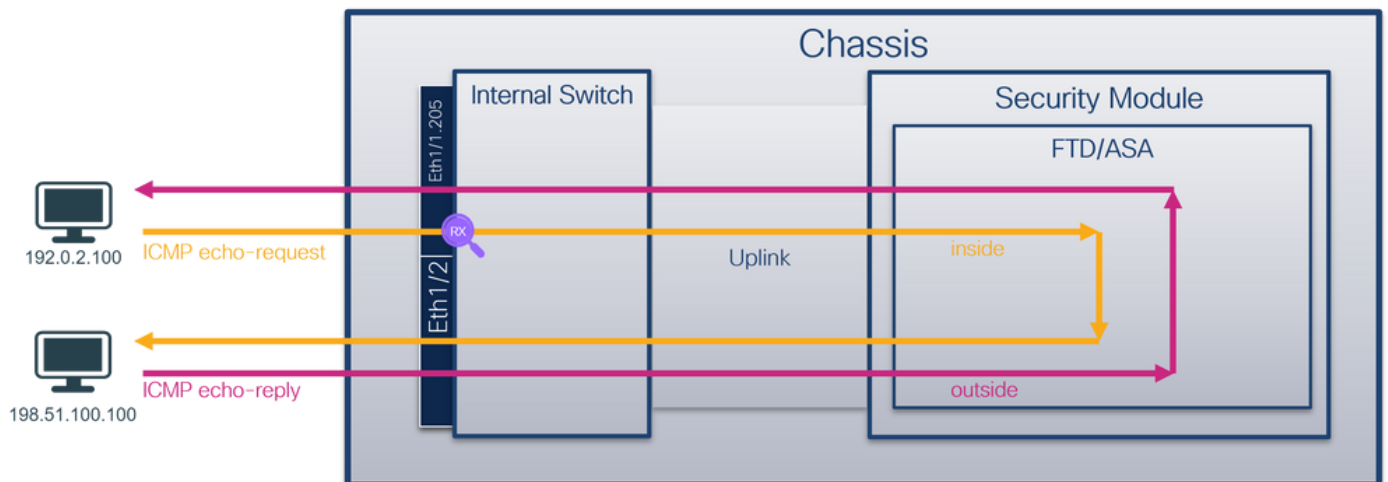 Chassis
Internal Switch
Security Module
FTD/ASA
Eth1/1.205
192.0.2.100
ICMP echo-request
RX
Uplink
inside
Eth1/2
198.51.100.100
ICMP echo-reply
outside